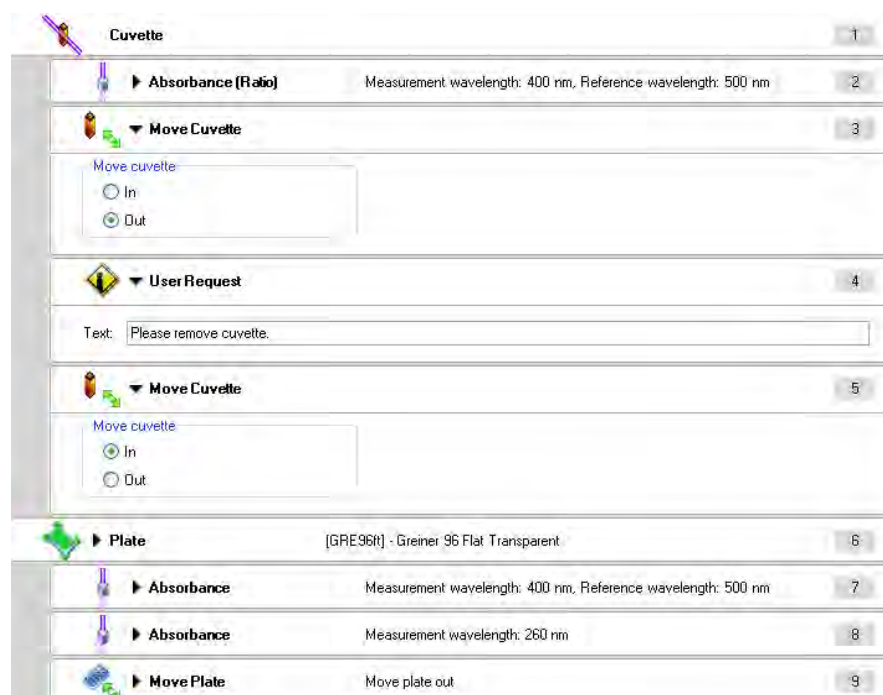 Cuvette 1
Absorbance (Ratio) Measurement wavelength: 400 nm, Reference wavelength: 500 nm 2
Move Cuvette 3
Move cuvette
In
Out
User Request 4
Text: Please remove cuvette.
Move Cuvette 5
Move cuvette
In
Out
Plate [GRE96ft] - Greiner 96 Flat Transparent 6
Absorbance Measurement wavelength: 400 nm, Reference wavelength: 500 nm 7
Absorbance Measurement wavelength: 260 nm 8
Move Plate Move plate out 9